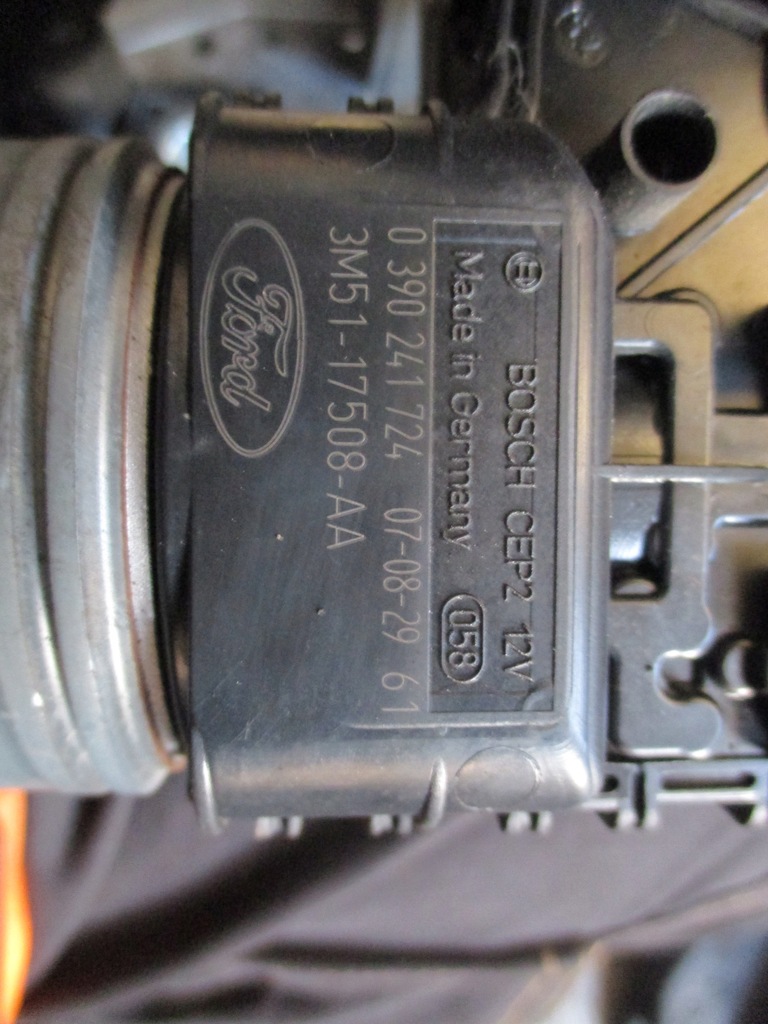 BOSCH CEP2 12V
Made in Germany 058
0 390 241 724 07-08-29 61
3M51-17508-AA
Ford